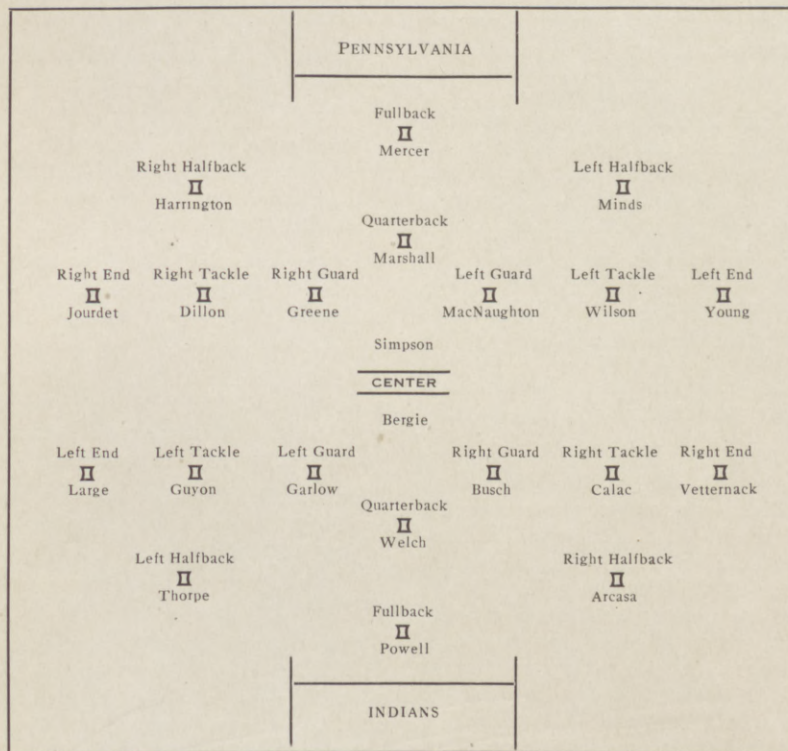 PENNSYLVANIA
Fullback
Mercer
Right Halfback Left Halfback
Harrington Minds
Quarterback
Marshall
Right End Right Tackle Right Guard Left Guard Left Tackle Left End
Jourdet Dillon Greene MacNaughton Wilson Young
Simpson
CENTER
Bergie
Left End Left Tackle Left Guard Right Guard Right Tackle Right End
Large Guyon Garlow Busch Calac Vetternack
Quarterback
Welch
Left Halfback Right Halfback
Thorpe Arcasa
Fullback
Powell
INDIANS